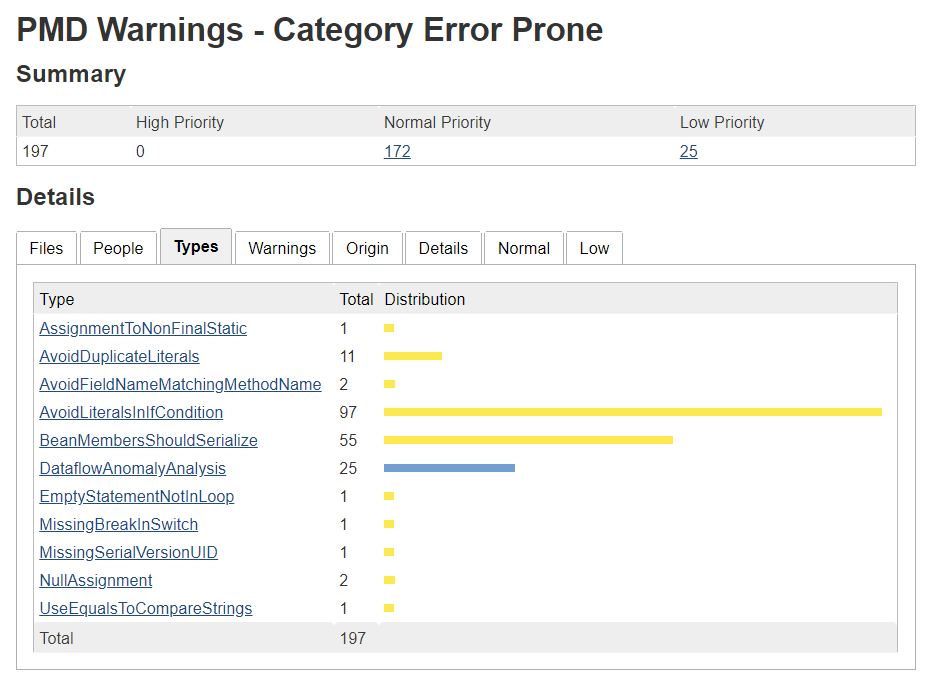 PMD Warnings - Category Error Prone
Summary
Total High Priority Normal Priority Low Priority
197 0 172 25
Details
Files People Types Warnings Origin Details Normal Low
Type Total Distribution
AssignmentToNonFinalStatic 1
AvoidDuplicateLiterals 11
AvoidFieldNameMatchingMethodName 2
AvoidLiteralsInIfCondition 97
BeanMembersShouldSerialize 55
DataflowAnomalyAnalysis 25
EmptyStatementNotInLoop 1
MissingBreakInSwitch 1
MissingSerialVersionUID 1
NullAssignment 2
UseEqualsToCompareStrings 1
Total 197